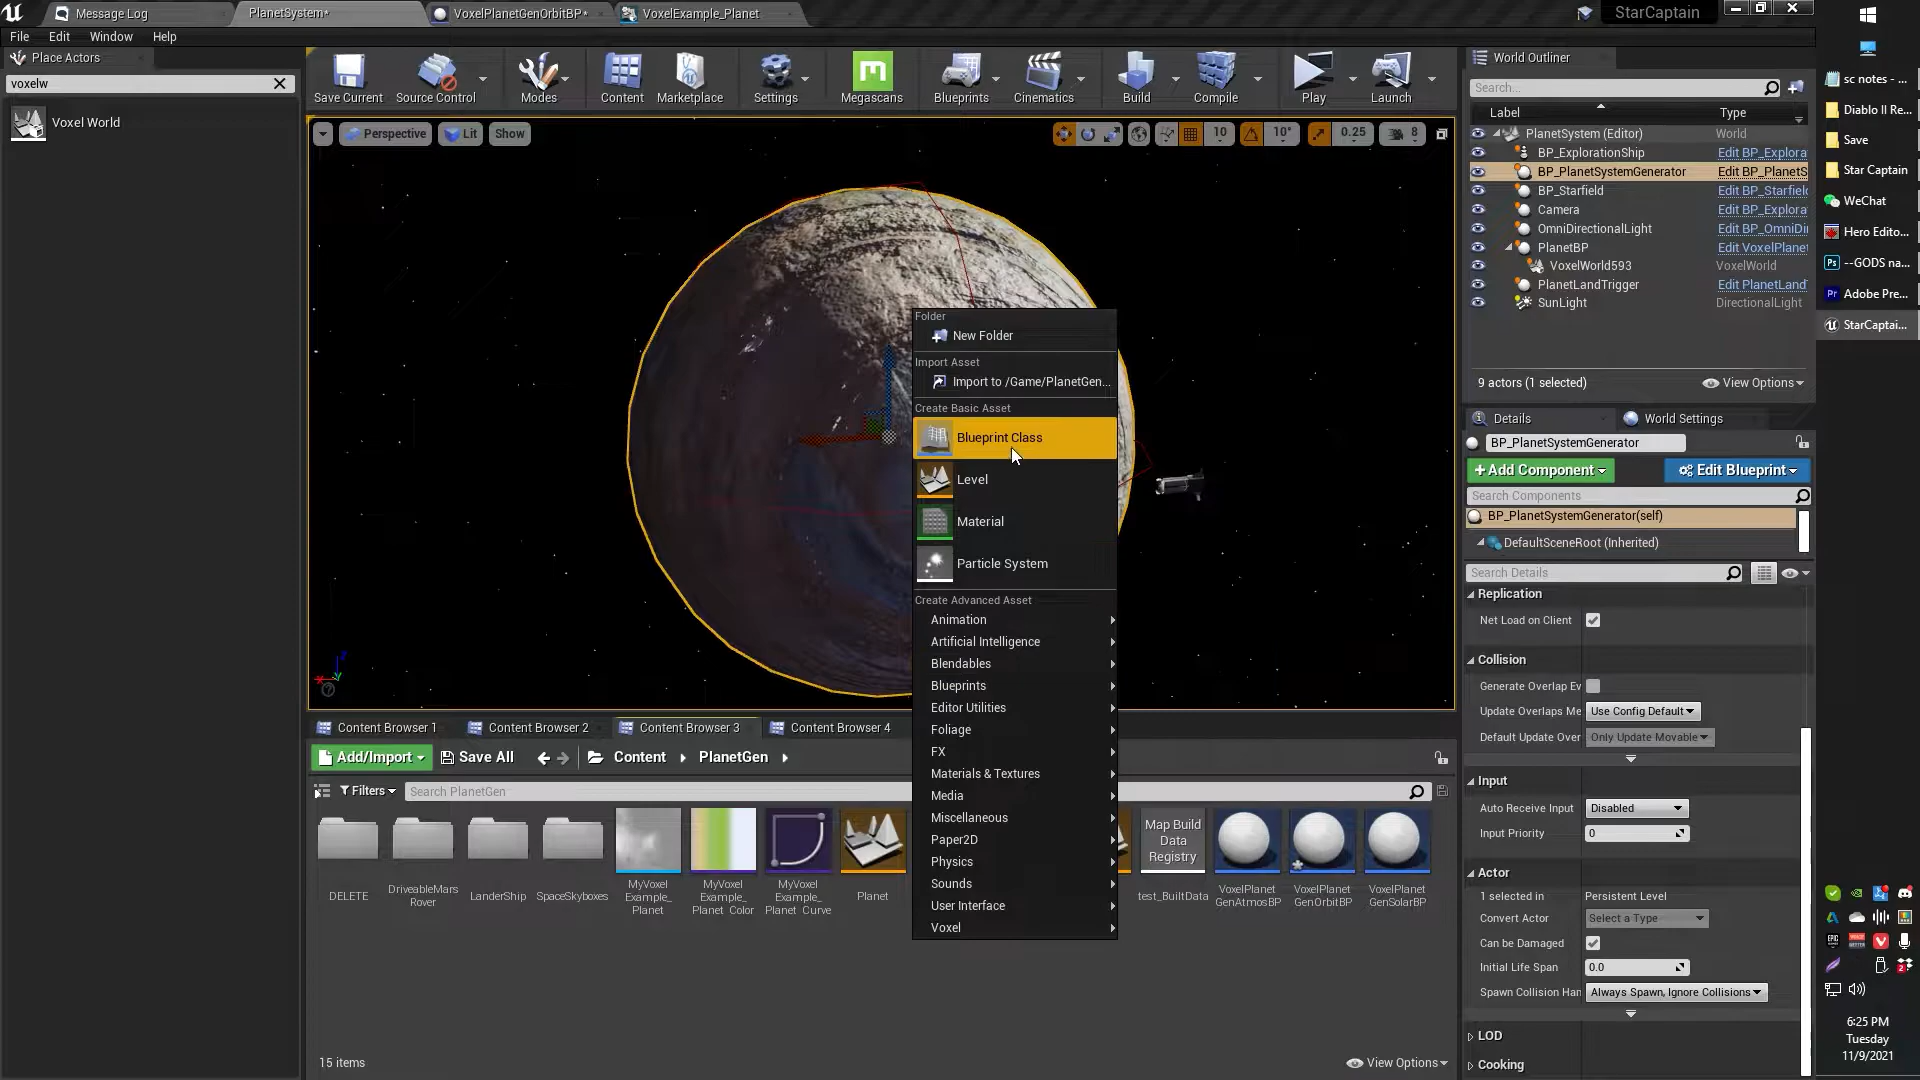 Message Log
PlanetSystem*
VoxelPlanetGenOrbitBP*
VoxelExample_Planet
StarCaptain
File
Edit
Window
Help
Place Actors
voxelw
Voxel World
Save Current
Source Control
Modes
Content
Marketplace
Settings
Megascans
Blueprints
Cinematics
Build
Compile
Play
Launch
Perspective
Lit
Show
10
10°
0.25
8
Folder
New Folder
Import Asset
Import to /Game/PlanetGen...
Create Basic Asset
Blueprint Class
Level
Material
Particle System
Create Advanced Asset
Animation
Artificial Intelligence
Blendables
Blueprints
Editor Utilities
Foliage
FX
Materials & Textures
Media
Miscellaneous
Paper2D
Physics
Sounds
User Interface
Voxel
Content Browser 1
Content Browser 2
Content Browser 3
Content Browser 4
Add/Import
Save All
Content
PlanetGen
Filters
Search PlanetGen
DELETE
DriveableMars
Rover
LanderShip
SpaceSkyboxes
MyVoxel
Example_
Planet
MyVoxel
Example_
Planet_Color
MyVoxel
Example_
Planet_Curve
Planet
Map Build
Data
Registry
test_BuiltData
VoxelPlanet
GenAtmosBP
VoxelPlanet
GenOrbitBP
VoxelPlanet
GenSolarBP
15 items
View Options
World Outliner
Search...
Label
Type
PlanetSystem (Editor)
World
BP_ExplorationShip
Edit BP_Explora
BP_PlanetSystemGenerator
Edit BP_PlanetS
BP_Starfield
Edit BP_Starfiel
Camera
Edit BP_Explora
OmniDirectionalLight
Edit BP_OmniDi
PlanetBP
Edit VoxelPlanet
VoxelWorld593
VoxelWorld
PlanetLandTrigger
Edit PlanetLand
SunLight
DirectionalLight
9 actors (1 selected)
View Options
Details
World Settings
BP_PlanetSystemGenerator
+Add Component
Edit Blueprint
Search Components
BP_PlanetSystemGenerator(self)
DefaultSceneRoot (Inherited)
Search Details
Replication
Net Load on Client
Collision
Generate Overlap Ev
Update Overlaps Me
Use Config Default
Default Update Over
Only Update Movable
Input
Auto Receive Input
Disabled
Input Priority
0
Actor
1 selected in
Persistent Level
Convert Actor
Select a Type
Can be Damaged
Initial Life Span
0.0
Spawn Collision Han
Always Spawn, Ignore Collisions
LOD
Cooking
sc notes - ...
Diablo II Re...
Save
Star Captain
WeChat
Hero Edito...
--GODS na...
Adobe Pre...
StarCaptai...
6:25 PM
Tuesday
11/9/2021